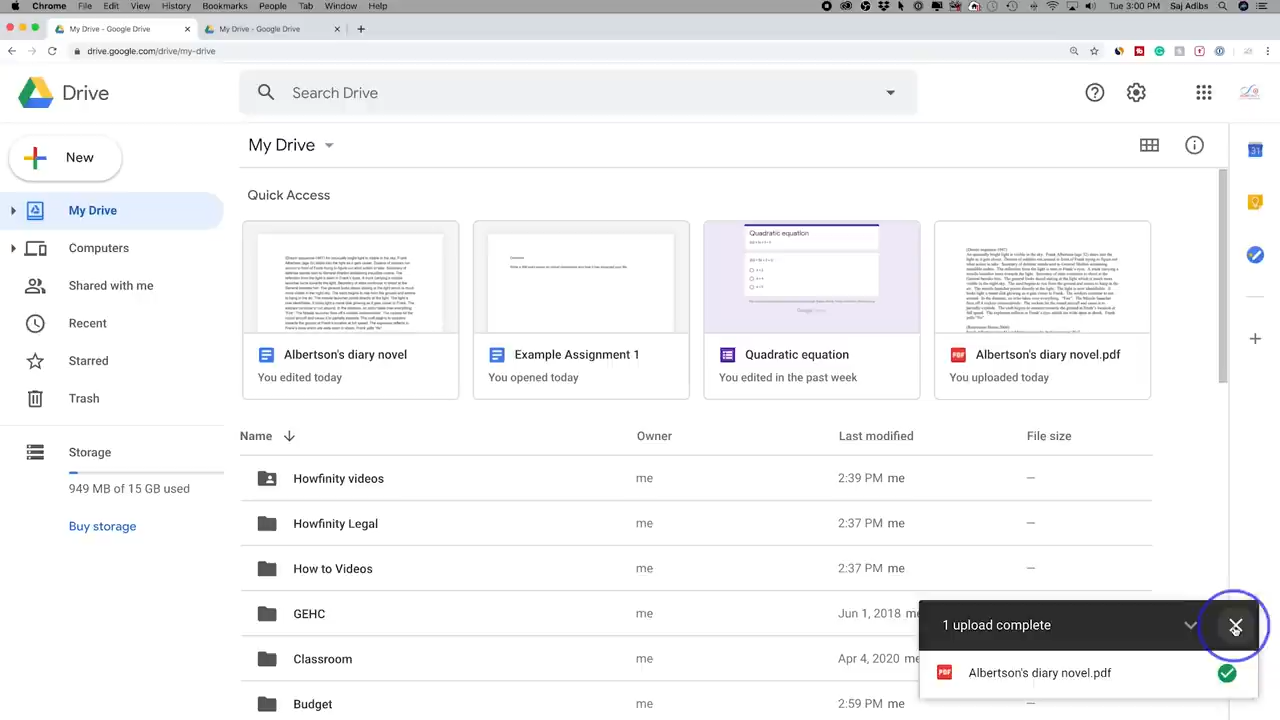 Chrome File Edit View History Bookmarks People Tab Window Help Tue 3:00 PM Saj Adibs
My Drive - Google Drive My Drive - Google Drive
drive.google.com/drive/my-drive
Drive
Search Drive
New
My Drive
Computers
Shared with me
Recent
Starred
Trash
Storage
949 MB of 15 GB used
Buy storage
My Drive
Quick Access
Albertson's diary novel
You edited today
Example Assignment 1
You opened today
Quadratic equation
Quadratic equation
You edited in the past week
Albertson's diary novel.pdf
You uploaded today
Name Owner Last modified File size
Howfinity videos me 2:39 PM me —
Howfinity Legal me 2:37 PM me —
How to Videos me 2:37 PM me —
GEHC me Jun 1, 2018 me
Classroom me Apr 4, 2020 me
Budget me 2:59 PM me —
1 upload complete
PDF Albertson's diary novel.pdf
31